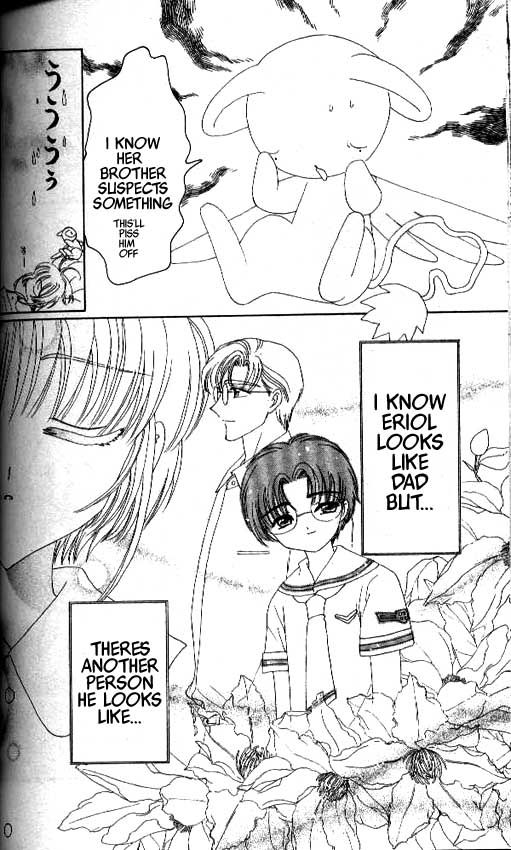 I KNOW
HER
BROTHER
SUSPECTS
SOMETHING
THIS'LL
PISS
HIM
OFF
うううぅ
I KNOW
ERIOL
LOOKS
LIKE
DAD
BUT...
THERES
ANOTHER
PERSON
HE LOOKS
LIKE...